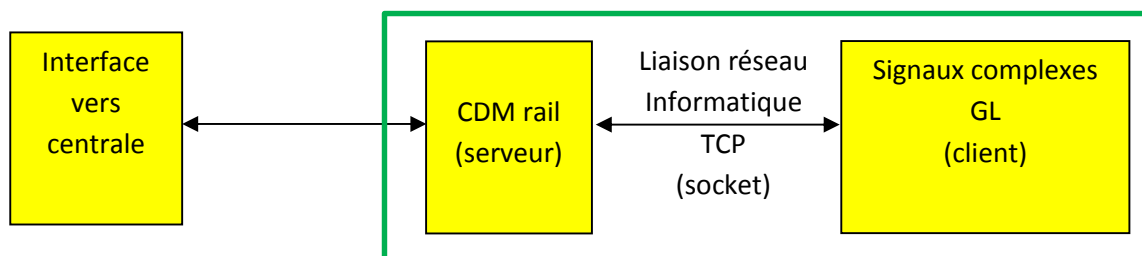 Interface
vers
centrale
CDM rail
(serveur)
Liaison réseau
Informatique
TCP
(socket)
Signaux complexes
GL
(client)